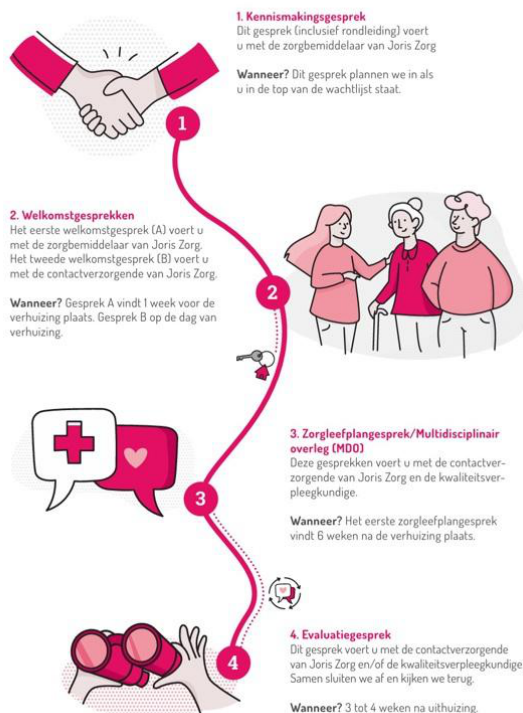 1. Kennismakingsgesprek
Dit gesprek (inclusief rondleiding) voert
u met de zorgbemiddelaar van Joris Zorg
Wanneer? Dit gesprek plannen we in als
u in de top van de wachtlijst staat.
1
2. Welkomstgesprekken
Het eerste welkomstgesprek (A) voert u
met de zorgbemiddelaar van Joris Zorg.
Het tweede welkomstgesprek (B) voert u
met de contactverzorgende van Joris Zorg.
Wanneer? Gesprek A vindt 1 week voor de
verhuizing plaats. Gesprek B op de dag van
verhuizing.
2
3. Zorgleefplangesprek/Multidisciplinair
overleg (MDO)
Deze gesprekken voert u met de contactver-
zorgende van Joris Zorg en de kwaliteitsver-
pleegkundige.
Wanneer? Het eerste zorgleefplangesprek
vindt 6 weken na de verhuizing plaats.
3
4. Evaluatiegesprek
Dit gesprek voert u met de contactverzorgende
van Joris Zorg en/of de kwaliteitsverpleegkundige
Samen sluiten we af en kijken we terug.
Wanneer? 3 tot 4 weken na uithuizing.
4